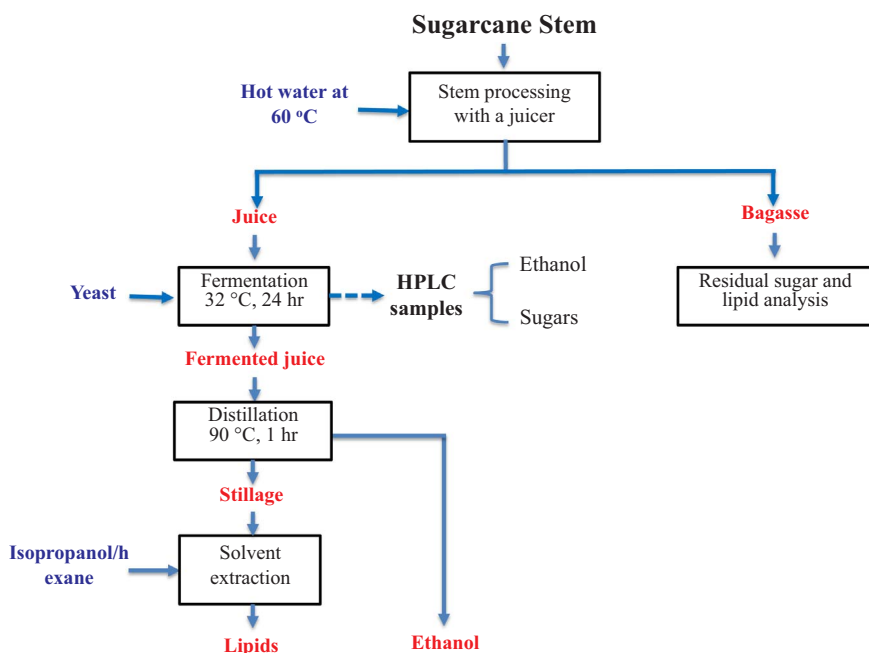 Sugarcane Stem
Hot water at
60 °C
Stem processing
with a juicer
Juice
Bagasse
Yeast
Fermentation
32 °C, 24 hr
HPLC
samples
Ethanol
Sugars
Residual sugar and
lipid analysis
Fermented juice
Distillation
90 °C, 1 hr
Stillage
Isopropanol/h
exane
Solvent
extraction
Lipids
Ethanol